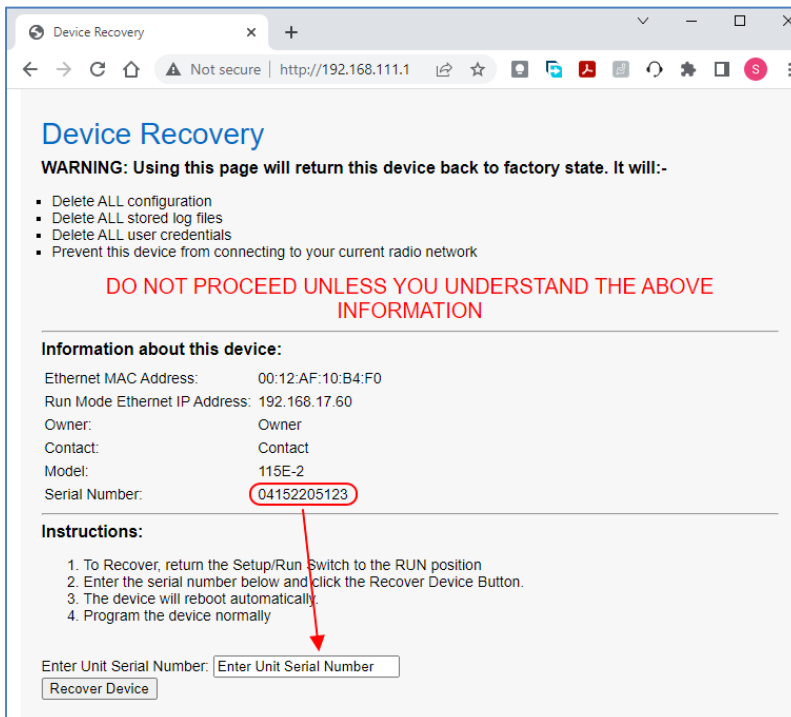 Device Recovery
Not secure
http://192.168.111.1
S
Device Recovery
WARNING: Using this page will return this device back to factory state. It will:-
Delete ALL configuration
Delete ALL stored log files
Delete ALL user credentials
Prevent this device from connecting to your current radio network
DO NOT PROCEED UNLESS YOU UNDERSTAND THE ABOVE
INFORMATION
Information about this device:
Ethernet MAC Address: 00:12:AF:10:B4:F0
Run Mode Ethernet IP Address: 192.168.17.60
Owner: Owner
Contact: Contact
Model: 115E-2
Serial Number: 04152205123
Instructions:
1. To Recover, return the Setup/Run Switch to the RUN position
2. Enter the serial number below and click the Recover Device Button.
3. The device will reboot automatically.
4. Program the device normally
Enter Unit Serial Number: Enter Unit Serial Number
Recover Device